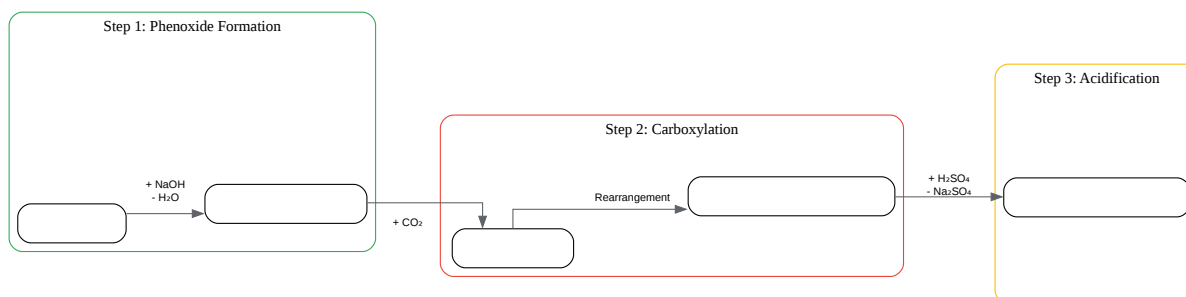 Step 1: Phenoxide Formation
+ NaOH
- H₂O
+ CO₂
Step 2: Carboxylation
Rearrangement
+ H₂SO₄
- Na₂SO₄
Step 3: Acidification